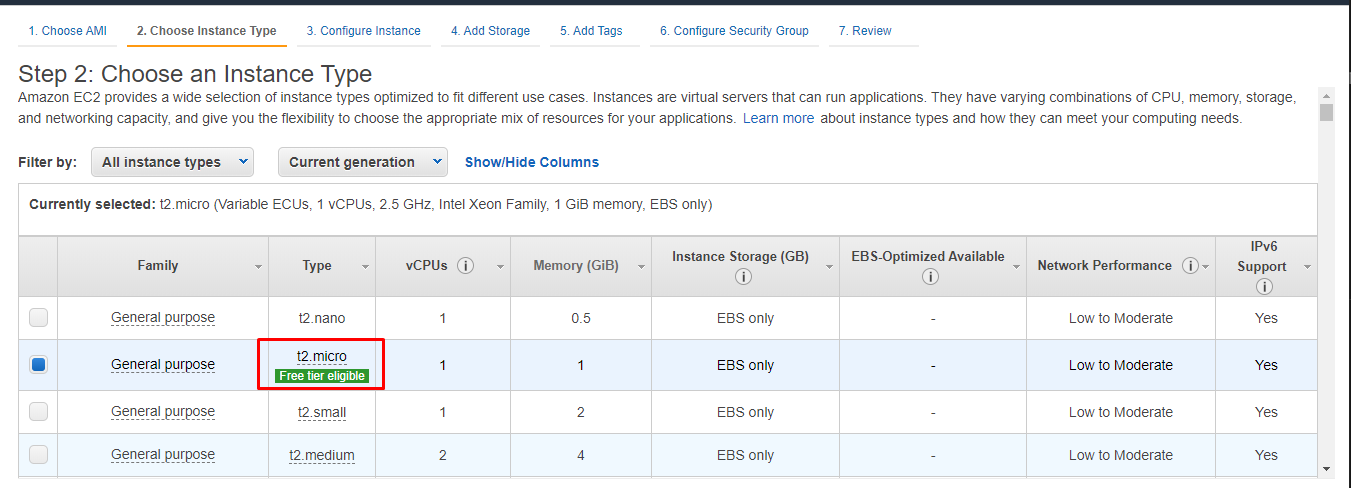 1. Choose AMI 2. Choose Instance Type 3. Configure Instance 4. Add Storage 5. Add Tags 6. Configure Security Group 7. Review
Step 2: Choose an Instance Type
Amazon EC2 provides a wide selection of instance types optimized to fit different use cases. Instances are virtual servers that can run applications. They have varying combinations of CPU, memory, storage,
and networking capacity, and give you the flexibility to choose the appropriate mix of resources for your applications. Learn more about instance types and how they can meet your computing needs.
Filter by: All instance types Current generation Show/Hide Columns
Currently selected: t2.micro (Variable ECUs, 1 vCPUs, 2.5 GHz, Intel Xeon Family, 1 GiB memory, EBS only)
Family Type vCPUs i Memory (GiB) Instance Storage (GB) i EBS-Optimized Available i Network Performance i IPv6 Support i
General purpose t2.nano 1 0.5 EBS only - Low to Moderate Yes
General purpose t2.micro 1 1 EBS only - Low to Moderate Yes
Free tier eligible
General purpose t2.small 1 2 EBS only - Low to Moderate Yes
General purpose t2.medium 2 4 EBS only - Low to Moderate Yes